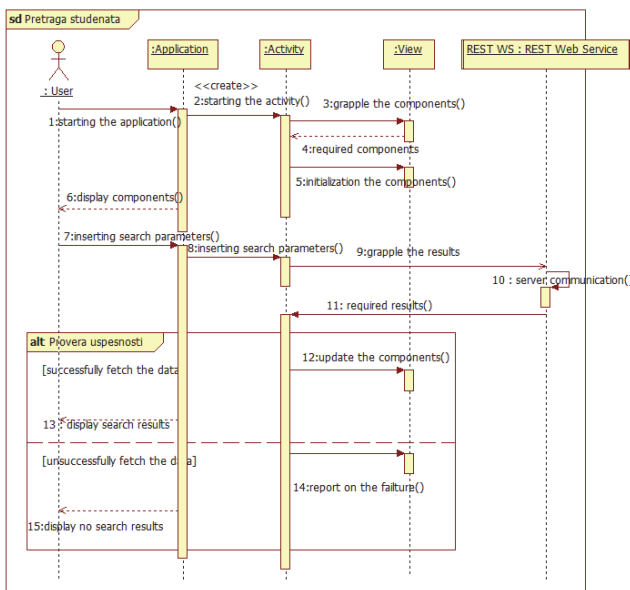 sd Pretraga studenata
: User
:Application
:Activity
:View
REST WS : REST Web Service
<<create>>
1:starting the application()
2:starting the activity()
3:grapple the components()
4:required components
5:initialization the components()
6:display components()
7:inserting search parameters()
8:inserting search parameters()
9:grapple the results
10 : server communication()
11: required results()
alt Provera uspesnosti
[successfully fetch the data
12:update the components()
13 : display search results
[unsuccessfully fetch the data]
14:report on the failture()
15:display no search results